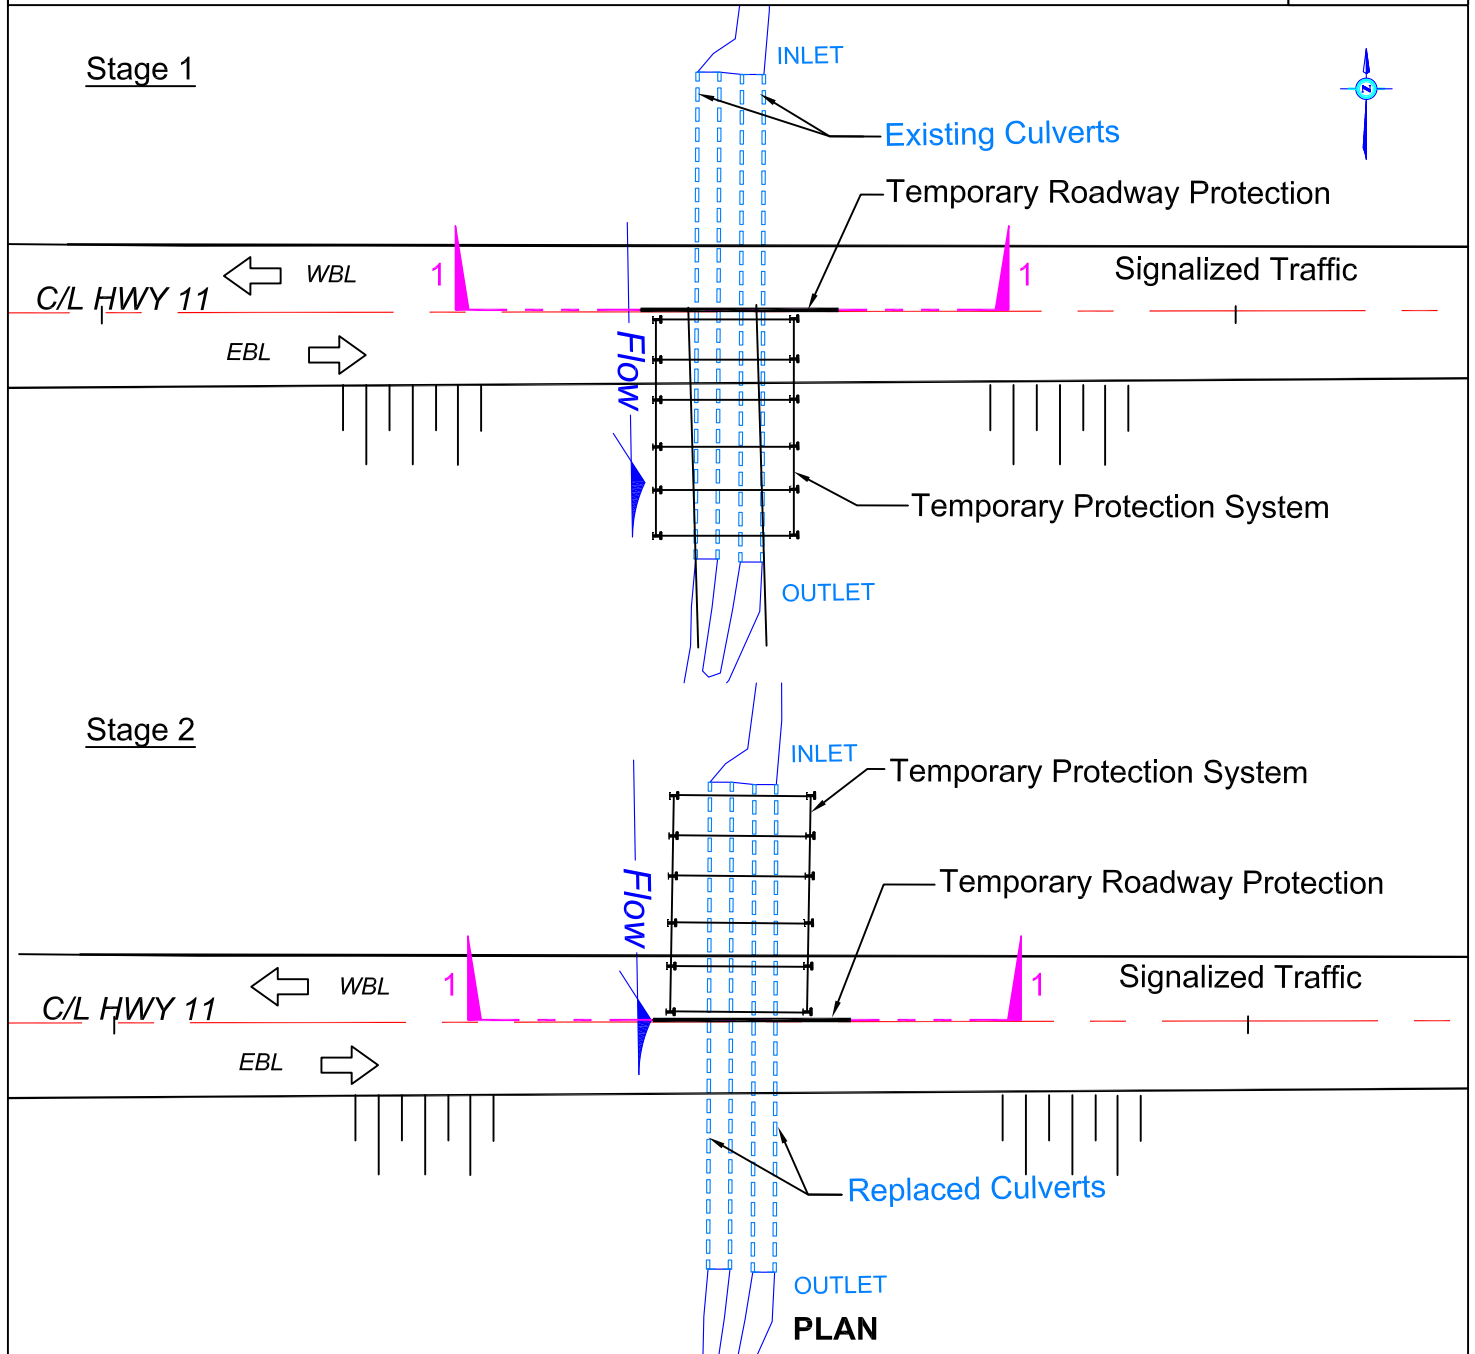 Stage 1
INLET
N
Existing Culverts
Temporary Roadway Protection
WBL
1
1
Signalized Traffic
C/L HWY 11
EBL
Flow
Temporary Protection System
OUTLET
Stage 2
INLET
Temporary Protection System
Flow
Temporary Roadway Protection
WBL
1
1
Signalized Traffic
C/L HWY 11
EBL
Replaced Culverts
OUTLET
PLAN